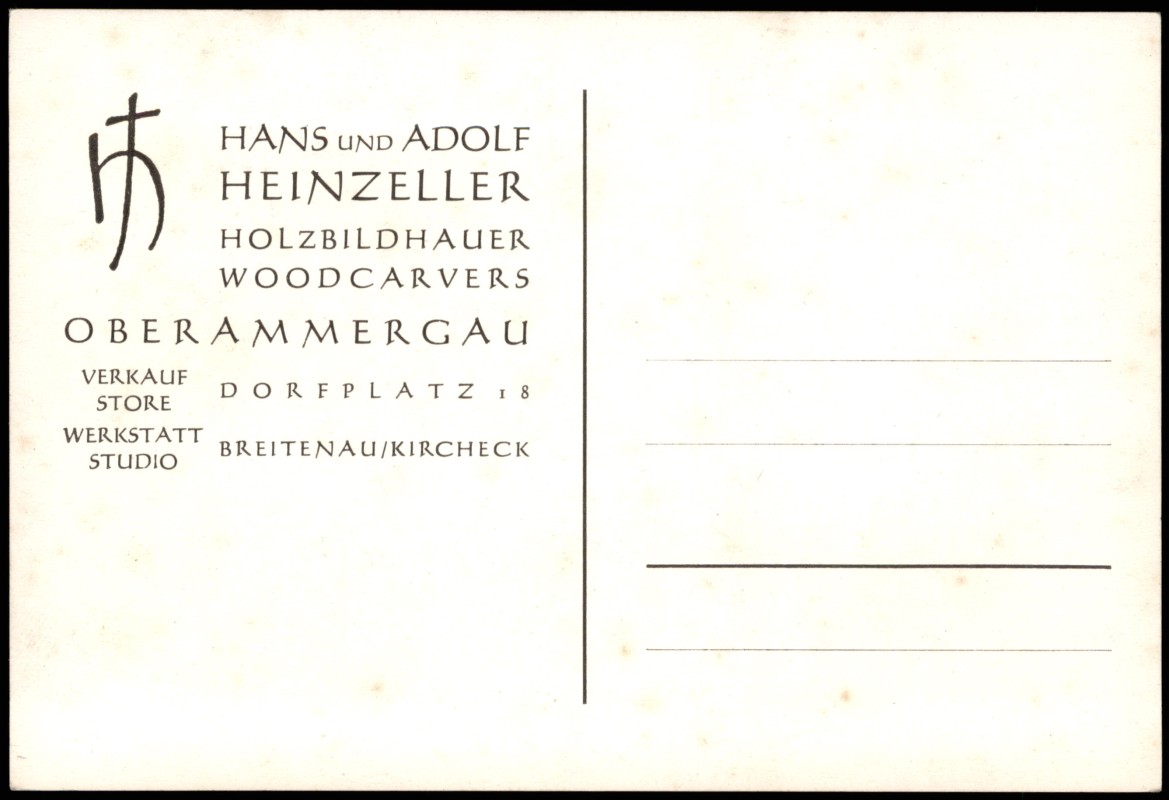 HANS UND ADOLF
HEINZELLER
HOLZBILDHAUER
WOODCARVERS
OBERAMMERGAU
VERKAUF
STORE
DORFPLATZ 18
WERKSTATT
STUDIO
BREITENAU/KIRCHECK